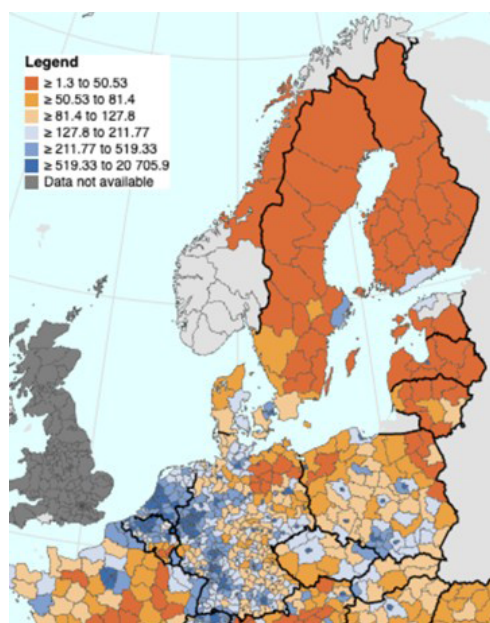 Legend
≥ 1.3 to 50.53
≥ 50.53 to 81.4
≥ 81.4 to 127.8
≥ 127.8 to 211.77
≥ 211.77 to 519.33
≥ 519.33 to 20 705.9
Data not available